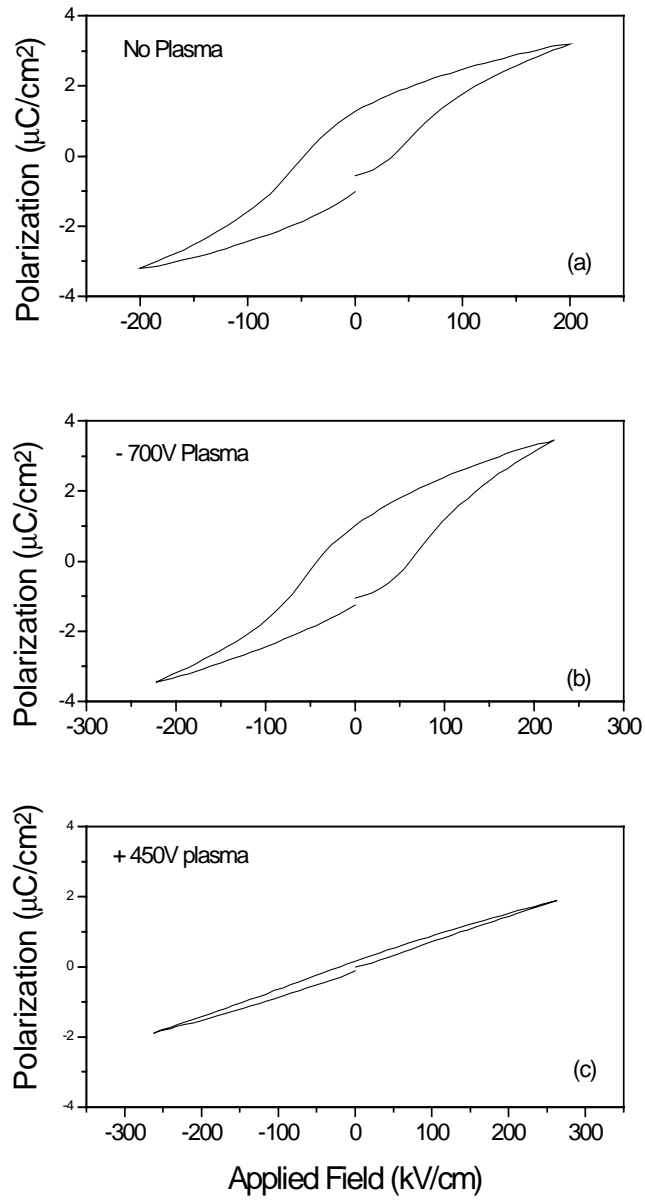 4
No Plasma
2
0
-2
-4
Polarization (μC/cm²)
(a)
-200 -100 0 100 200
4
- 700V Plasma
2
0
-2
-4
Polarization (μC/cm²)
(b)
-300 -200 -100 0 100 200 300
4
+ 450V plasma
2
0
-2
-4
Polarization (μC/cm²)
(c)
-300 -200 -100 0 100 200 300
Applied Field (kV/cm)